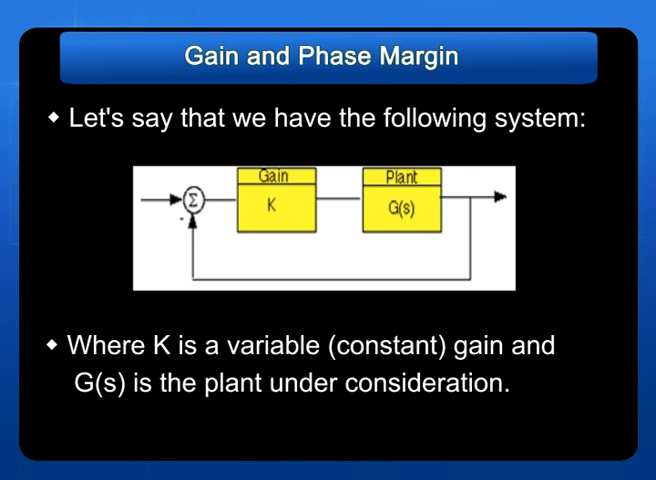 Gain and Phase Margin
Let's say that we have the following system:
Gain
Plant
Σ
K
G(s)
-
Where K is a variable (constant) gain and
G(s) is the plant under consideration.